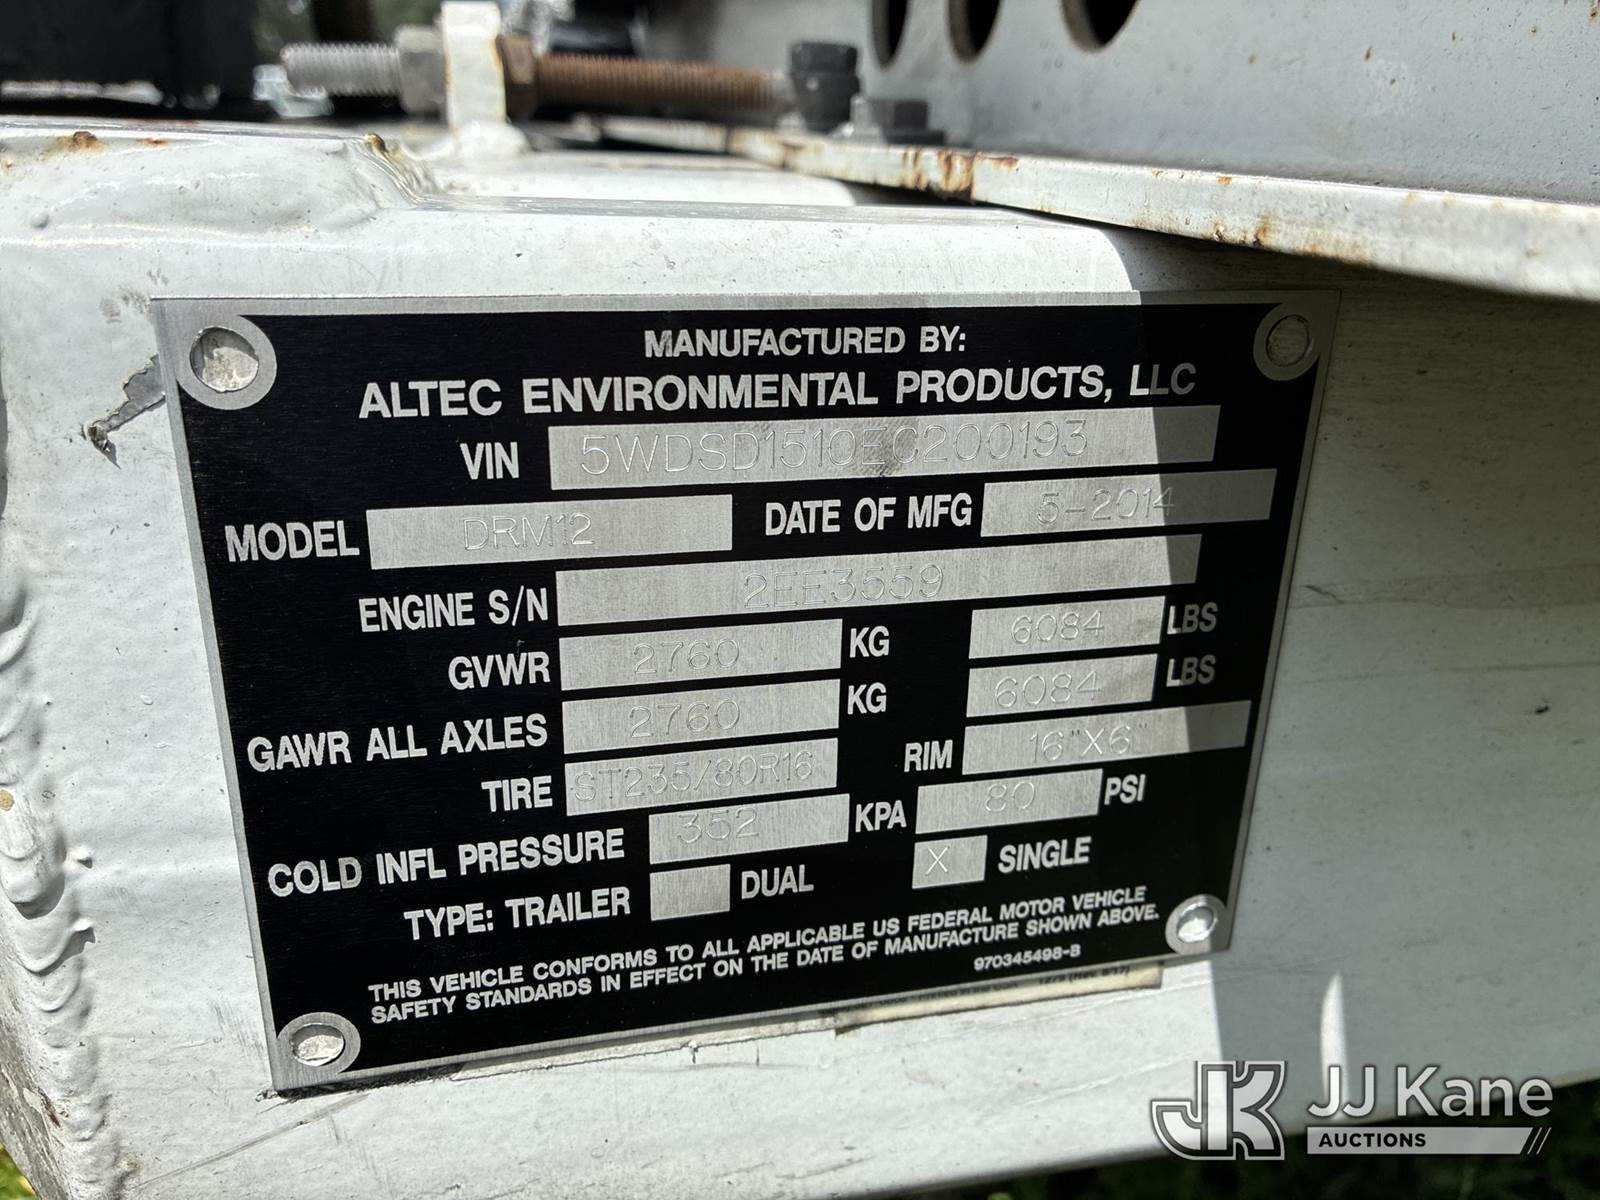 MANUFACTURED BY:
ALTEC ENVIRONMENTAL PRODUCTS, LLC
VIN 5WDSD1510EC200193
MODEL DRM12 DATE OF MFG 5-2014
ENGINE S/N 2EE3559
GVWR 2760 KG 6084 LBS
GAWR ALL AXLES 2760 KG 6084 LBS
TIRE ST235/80R16 RIM 16"X6"
COLD INFL PRESSURE 352 KPA 80 PSI
TYPE: TRAILER DUAL X SINGLE
THIS VEHICLE CONFORMS TO ALL APPLICABLE US FEDERAL MOTOR VEHICLE
SAFETY STANDARDS IN EFFECT ON THE DATE OF MANUFACTURE SHOWN ABOVE.
970345498-B
JK JJ Kane
AUCTIONS